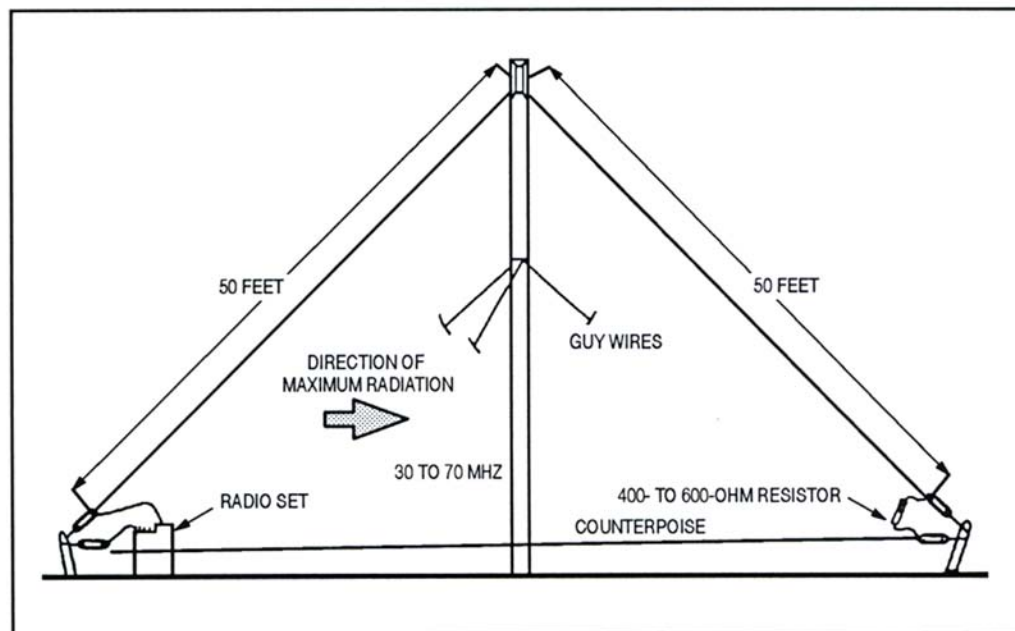 50 FEET
50 FEET
GUY WIRES
DIRECTION OF
MAXIMUM RADIATION
30 TO 70 MHZ
RADIO SET
400- TO 600-OHM RESISTOR
COUNTERPOISE